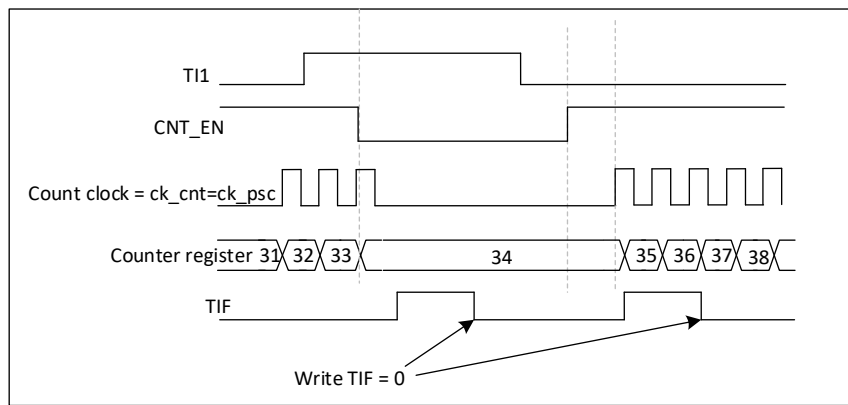 TI1
CNT_EN
Count clock = ck_cnt=ck_psc
Counter register 31 32 33 34 35 36 37 38
TIF
Write TIF = 0